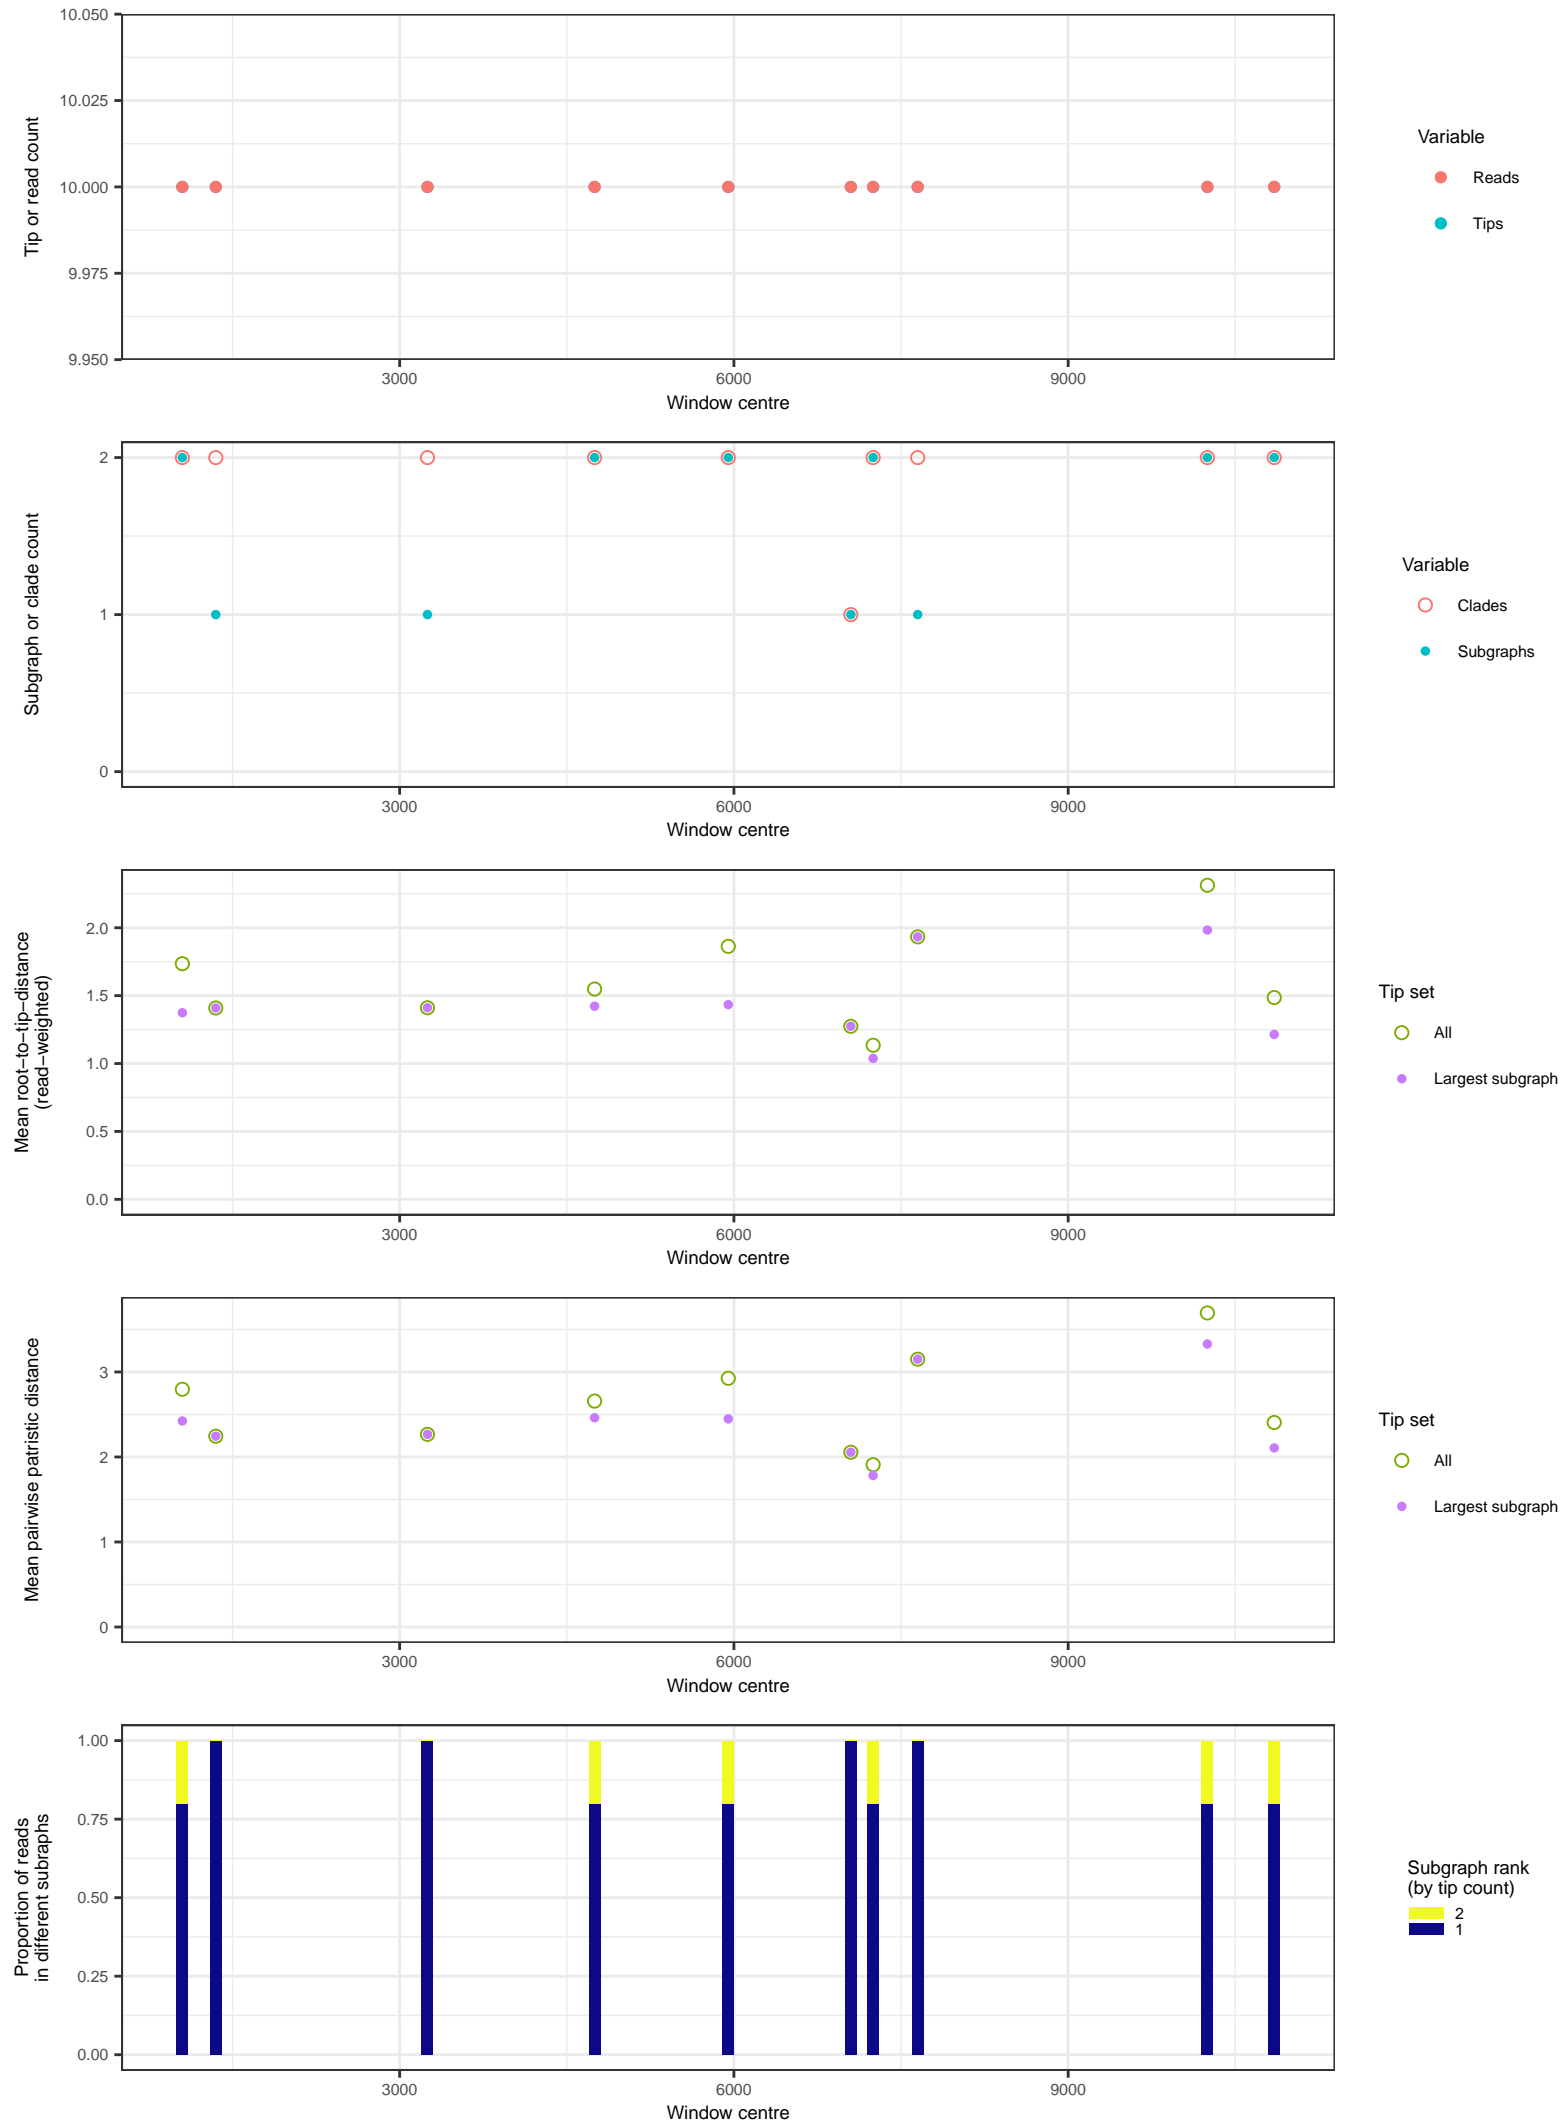 10.050
10.025
10.000
9.975
9.950
Tip or read count
3000
6000
9000
Window centre
Variable
Reads
Tips
2
1
0
Subgraph or clade count
3000
6000
9000
Window centre
Variable
Clades
Subgraphs
2.0
1.5
1.0
0.5
0.0
Mean root−to−tip−distance
(read−weighted)
3000
6000
9000
Window centre
Tip set
All
Largest subgraph
3
2
1
0
Mean pairwise patristic distance
3000
6000
9000
Window centre
Tip set
All
Largest subgraph
1.00
0.75
0.50
0.25
0.00
Proportion of reads
in different subraphs
3000
6000
9000
Window centre
Subgraph rank
(by tip count)
2
1